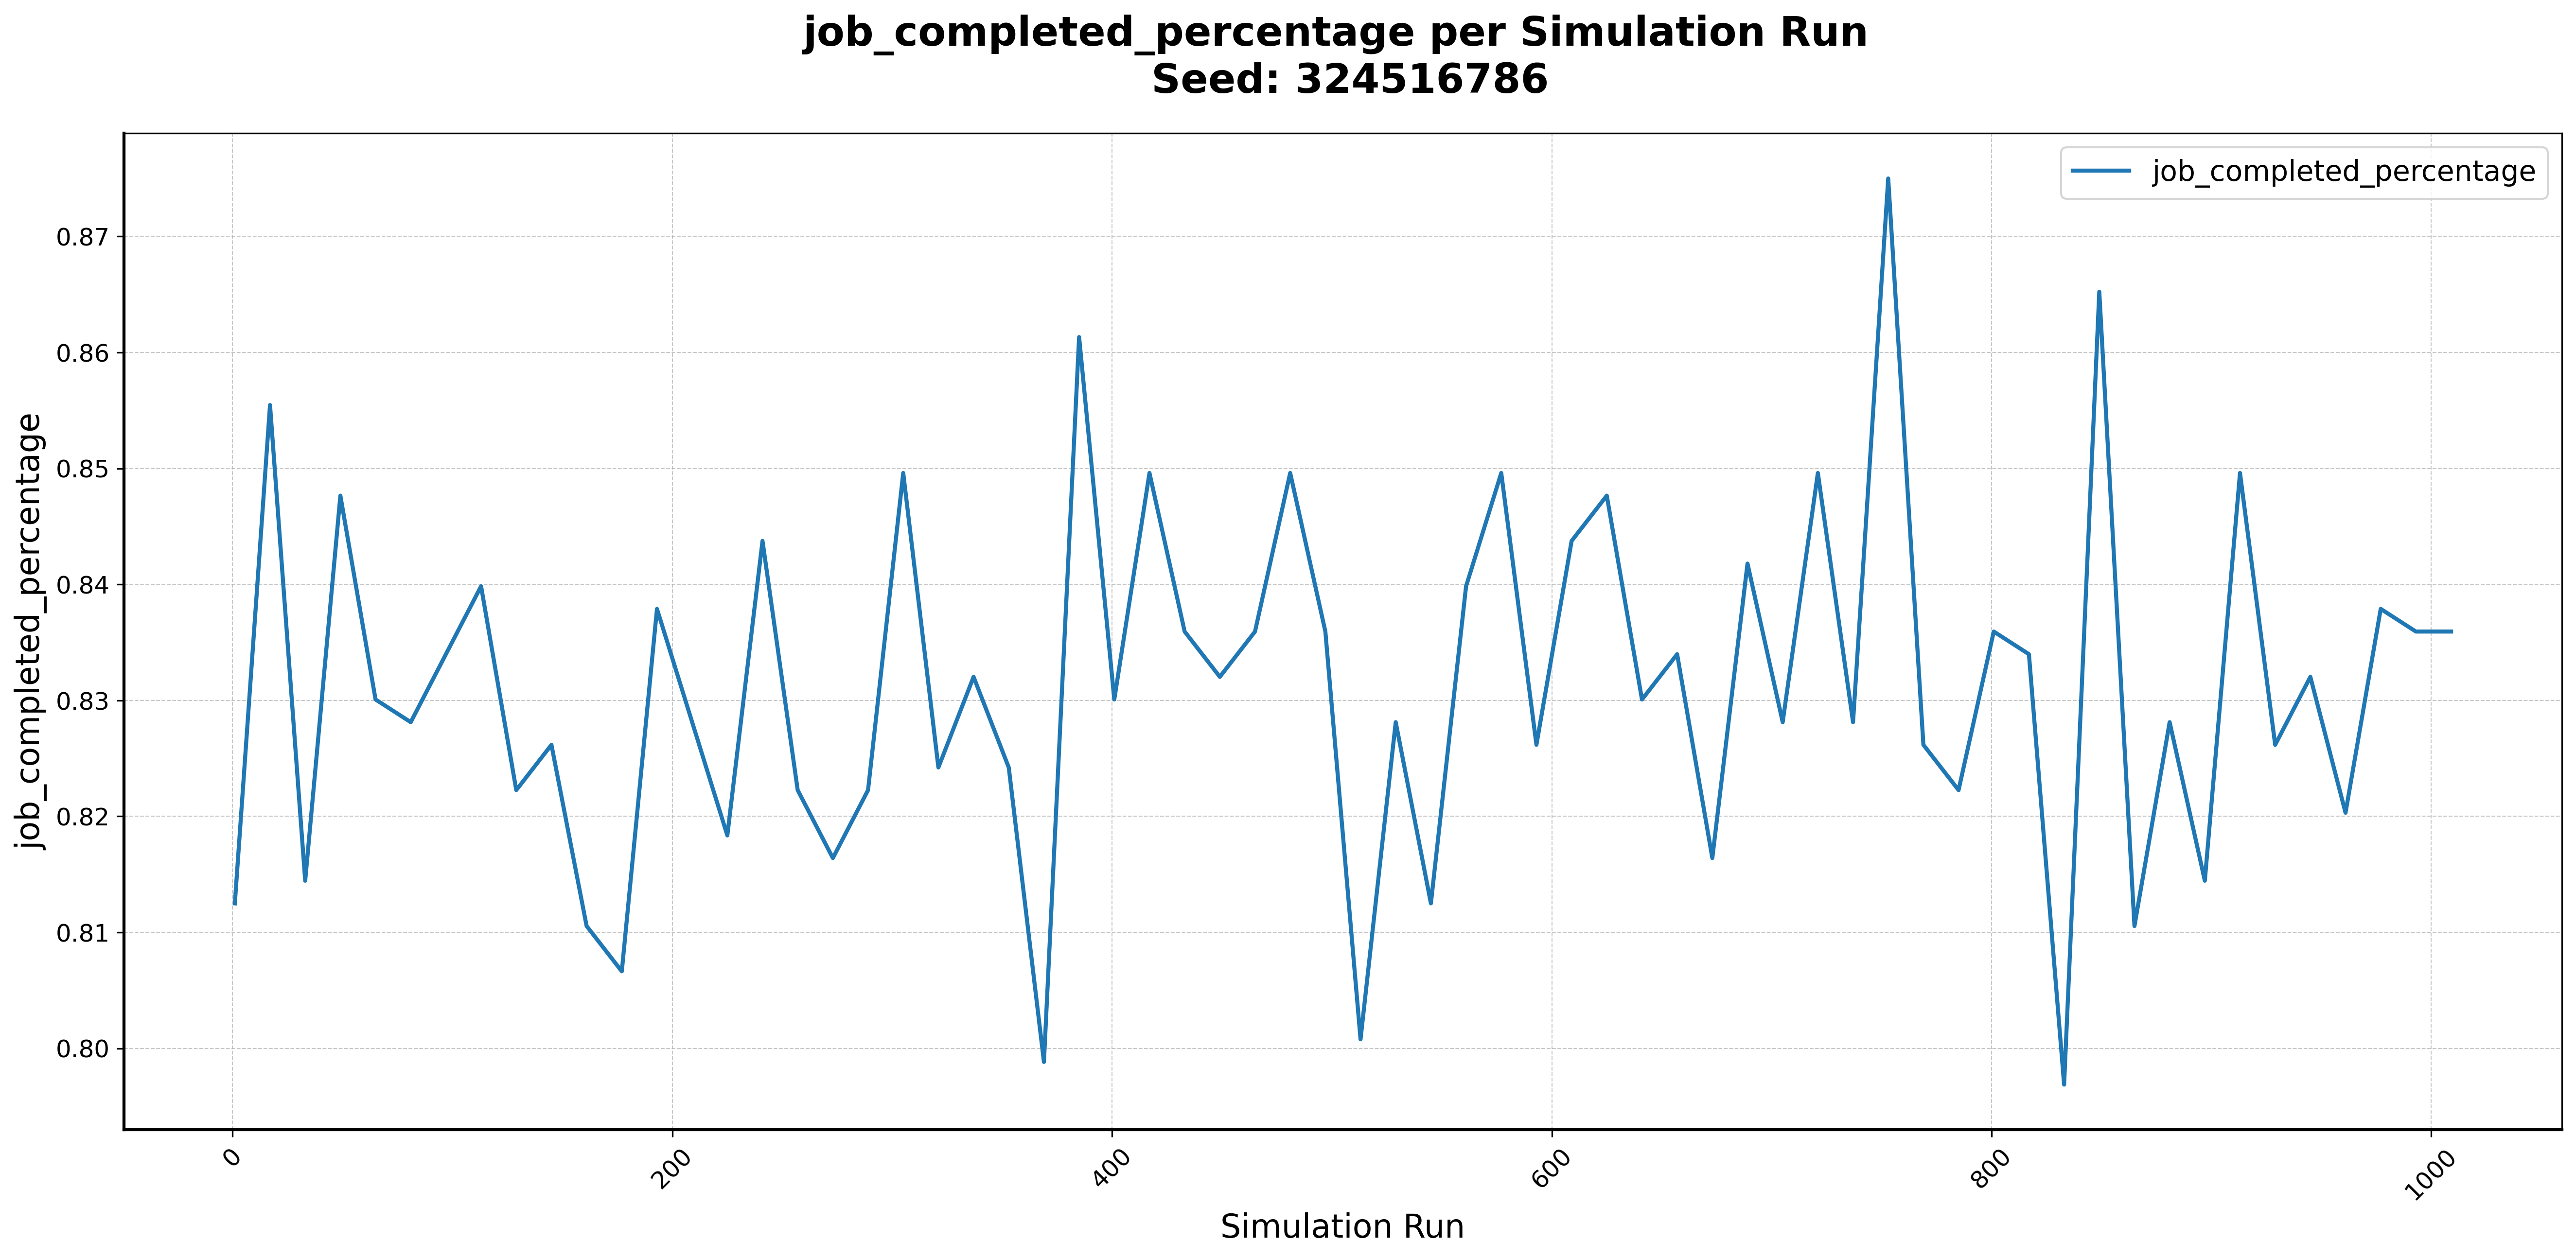 job_completed_percentage per Simulation Run
Seed: 324516786
job_completed_percentage
0.87
0.86
0.85
0.84
0.83
0.82
0.81
0.80
job_completed_percentage
0
200
400
600
800
1000
Simulation Run